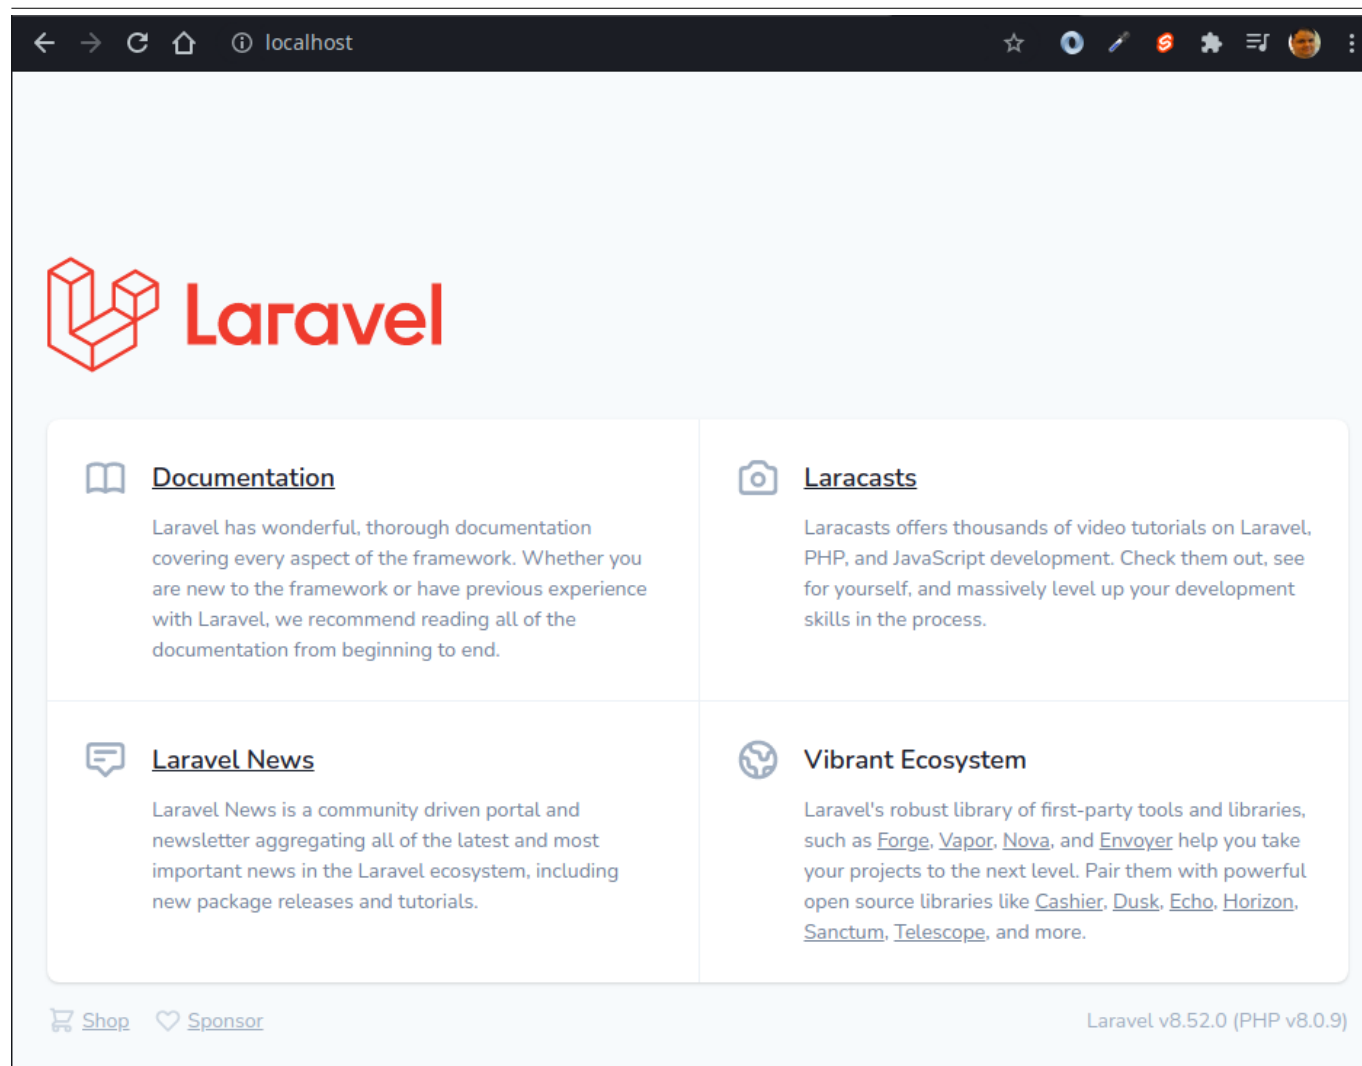 localhost
Laravel
Documentation
Laravel has wonderful, thorough documentation
covering every aspect of the framework. Whether you
are new to the framework or have previous experience
with Laravel, we recommend reading all of the
documentation from beginning to end.
Laracasts
Laracasts offers thousands of video tutorials on Laravel,
PHP, and JavaScript development. Check them out, see
for yourself, and massively level up your development
skills in the process.
Laravel News
Laravel News is a community driven portal and
newsletter aggregating all of the latest and most
important news in the Laravel ecosystem, including
new package releases and tutorials.
Vibrant Ecosystem
Laravel's robust library of first-party tools and libraries,
such as Forge, Vapor, Nova, and Envoyer help you take
your projects to the next level. Pair them with powerful
open source libraries like Cashier, Dusk, Echo, Horizon,
Sanctum, Telescope, and more.
Shop Sponsor
Laravel v8.52.0 (PHP v8.0.9)